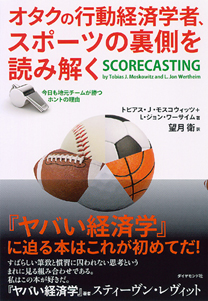 オタクの行動経済学者、
スポーツの裏側を
読み解く SCORECASTING
by Tobias J. Moskowitz and L. Jon Wertheim
今日も地元チームが勝つ
ホントの理由
トビアス・J・モスコウィッツ+
L・ジョン・ワーサイム著
望月 衛[訳]
『ヤバい経済学』
に迫る本はこれが初めてだ!
すばらしい筆致と慣習に囚われない思考という
まれに見る組み合わせである。
私はこの本が好きだ。
『ヤバい経済学』著者 スティーヴン・レヴィット
ダイヤモンド社